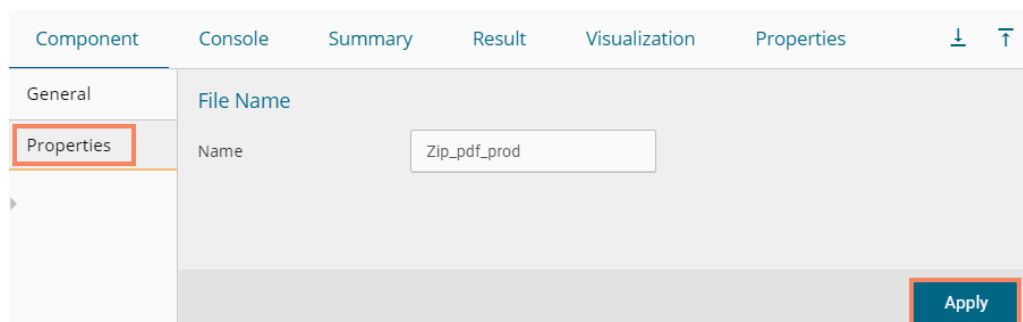 Component Console Summary Result Visualization Properties
General
File Name
Properties
Name Zip_pdf_prod
Apply